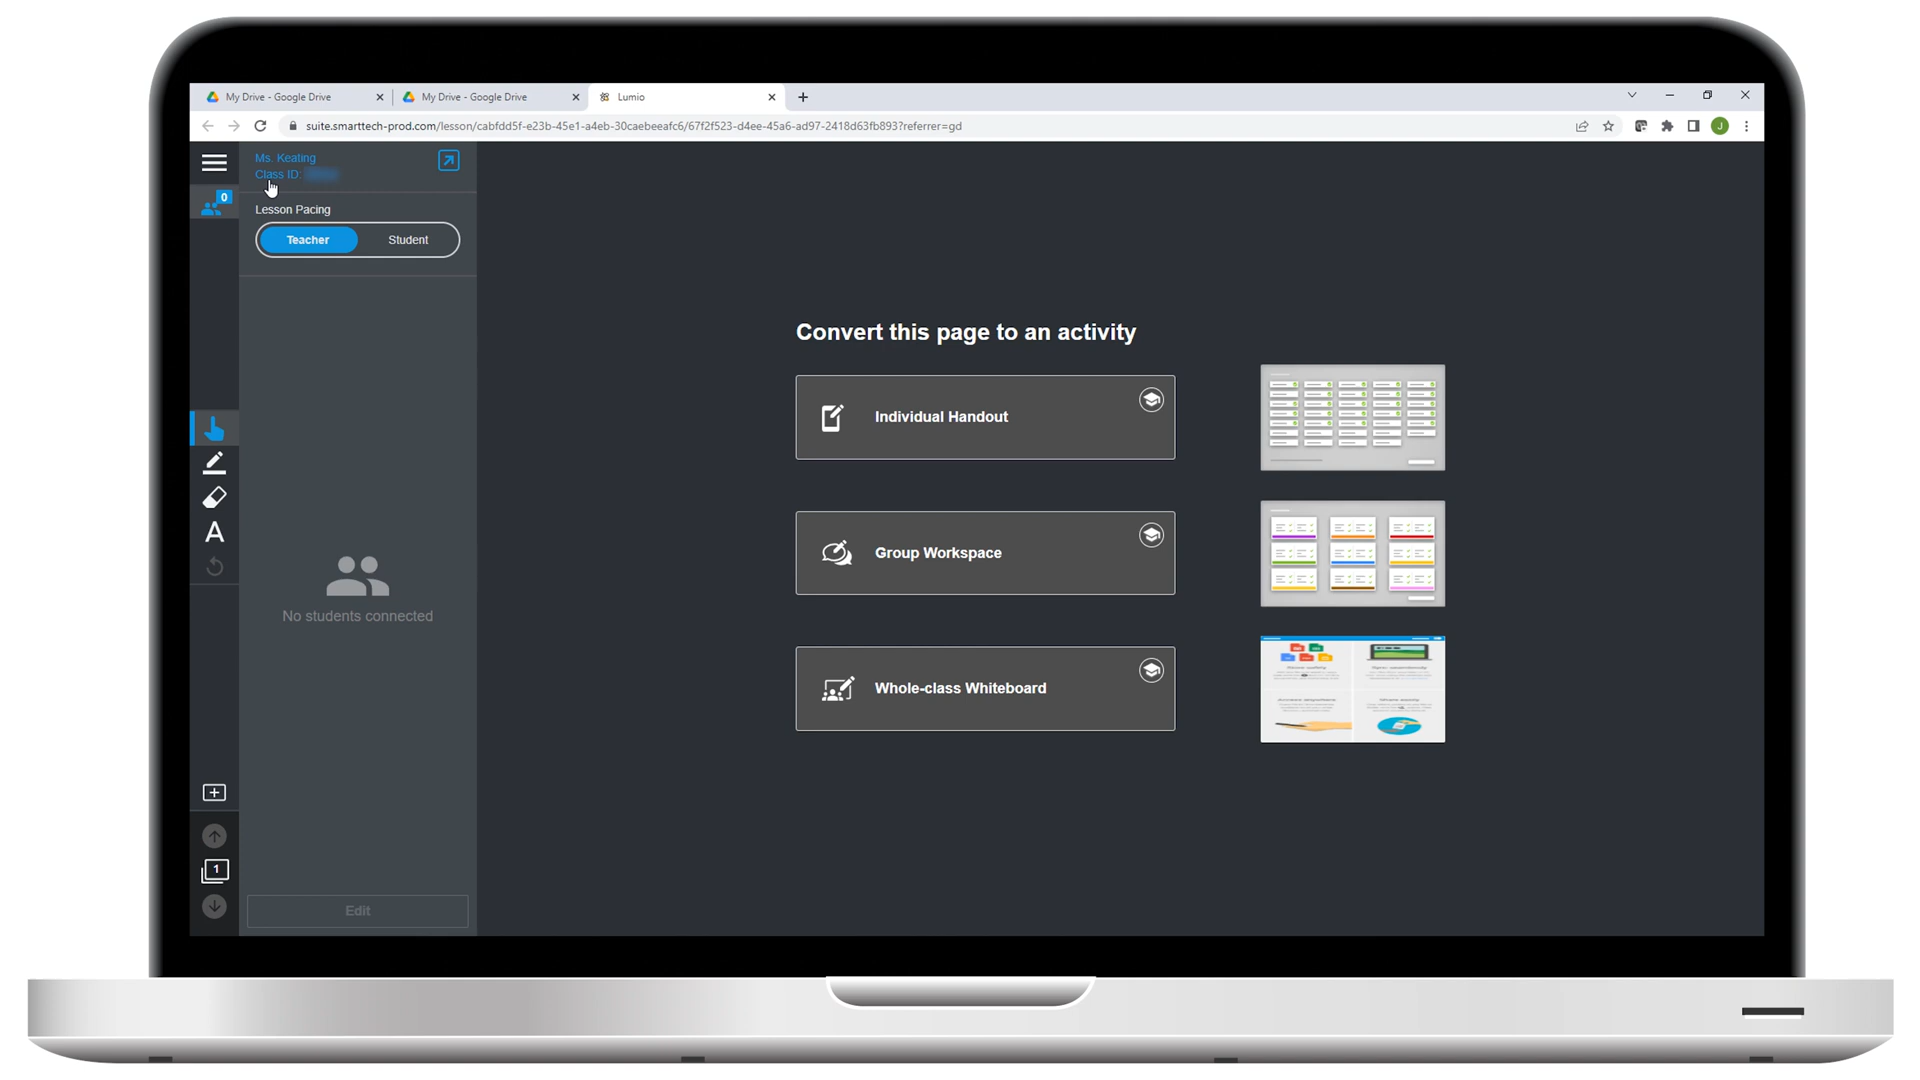 My Drive - Google Drive
My Drive - Google Drive
Lumio
suite.smarttech-prod.com/lesson/cabfdd5f-e23b-45e1-a4eb-30caebeeafc6/67f2f523-d4ee-45a6-ad97-2418d63fb893?referrer=gd
J
Ms. Keating
Class ID:
0
Lesson Pacing
Teacher Student
Convert this page to an activity
Individual Handout
Group Workspace
Whole-class Whiteboard
A
No students connected
1
Edit